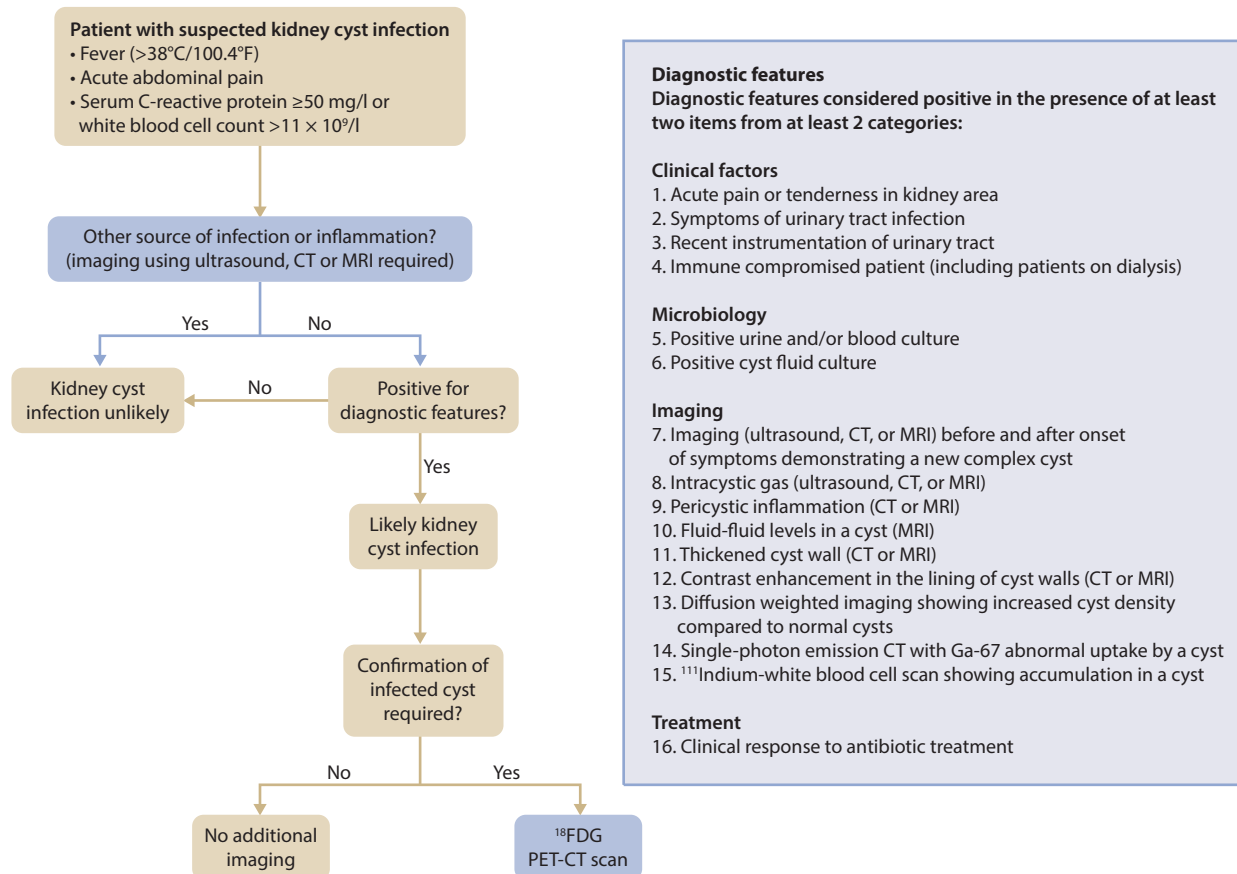 Patient with suspected kidney cyst infection
• Fever (>38°C/100.4°F)
• Acute abdominal pain
• Serum C-reactive protein ≥50 mg/l or
white blood cell count >11 × 10⁹/l
Other source of infection or inflammation?
(imaging using ultrasound, CT or MRI required)
Yes
No
Kidney cyst
infection unlikely
No
Positive for
diagnostic features?
Yes
Likely kidney
cyst infection
Confirmation of
infected cyst
required?
No
Yes
No additional
imaging
¹⁸FDG
PET-CT scan
Diagnostic features
Diagnostic features considered positive in the presence of at least
two items from at least 2 categories:
Clinical factors
1. Acute pain or tenderness in kidney area
2. Symptoms of urinary tract infection
3. Recent instrumentation of urinary tract
4. Immune compromised patient (including patients on dialysis)
Microbiology
5. Positive urine and/or blood culture
6. Positive cyst fluid culture
Imaging
7. Imaging (ultrasound, CT, or MRI) before and after onset
of symptoms demonstrating a new complex cyst
8. Intracystic gas (ultrasound, CT, or MRI)
9. Pericystic inflammation (CT or MRI)
10. Fluid-fluid levels in a cyst (MRI)
11. Thickened cyst wall (CT or MRI)
12. Contrast enhancement in the lining of cyst walls (CT or MRI)
13. Diffusion weighted imaging showing increased cyst density
compared to normal cysts
14. Single-photon emission CT with Ga-67 abnormal uptake by a cyst
15. ¹¹¹Indium-white blood cell scan showing accumulation in a cyst
Treatment
16. Clinical response to antibiotic treatment